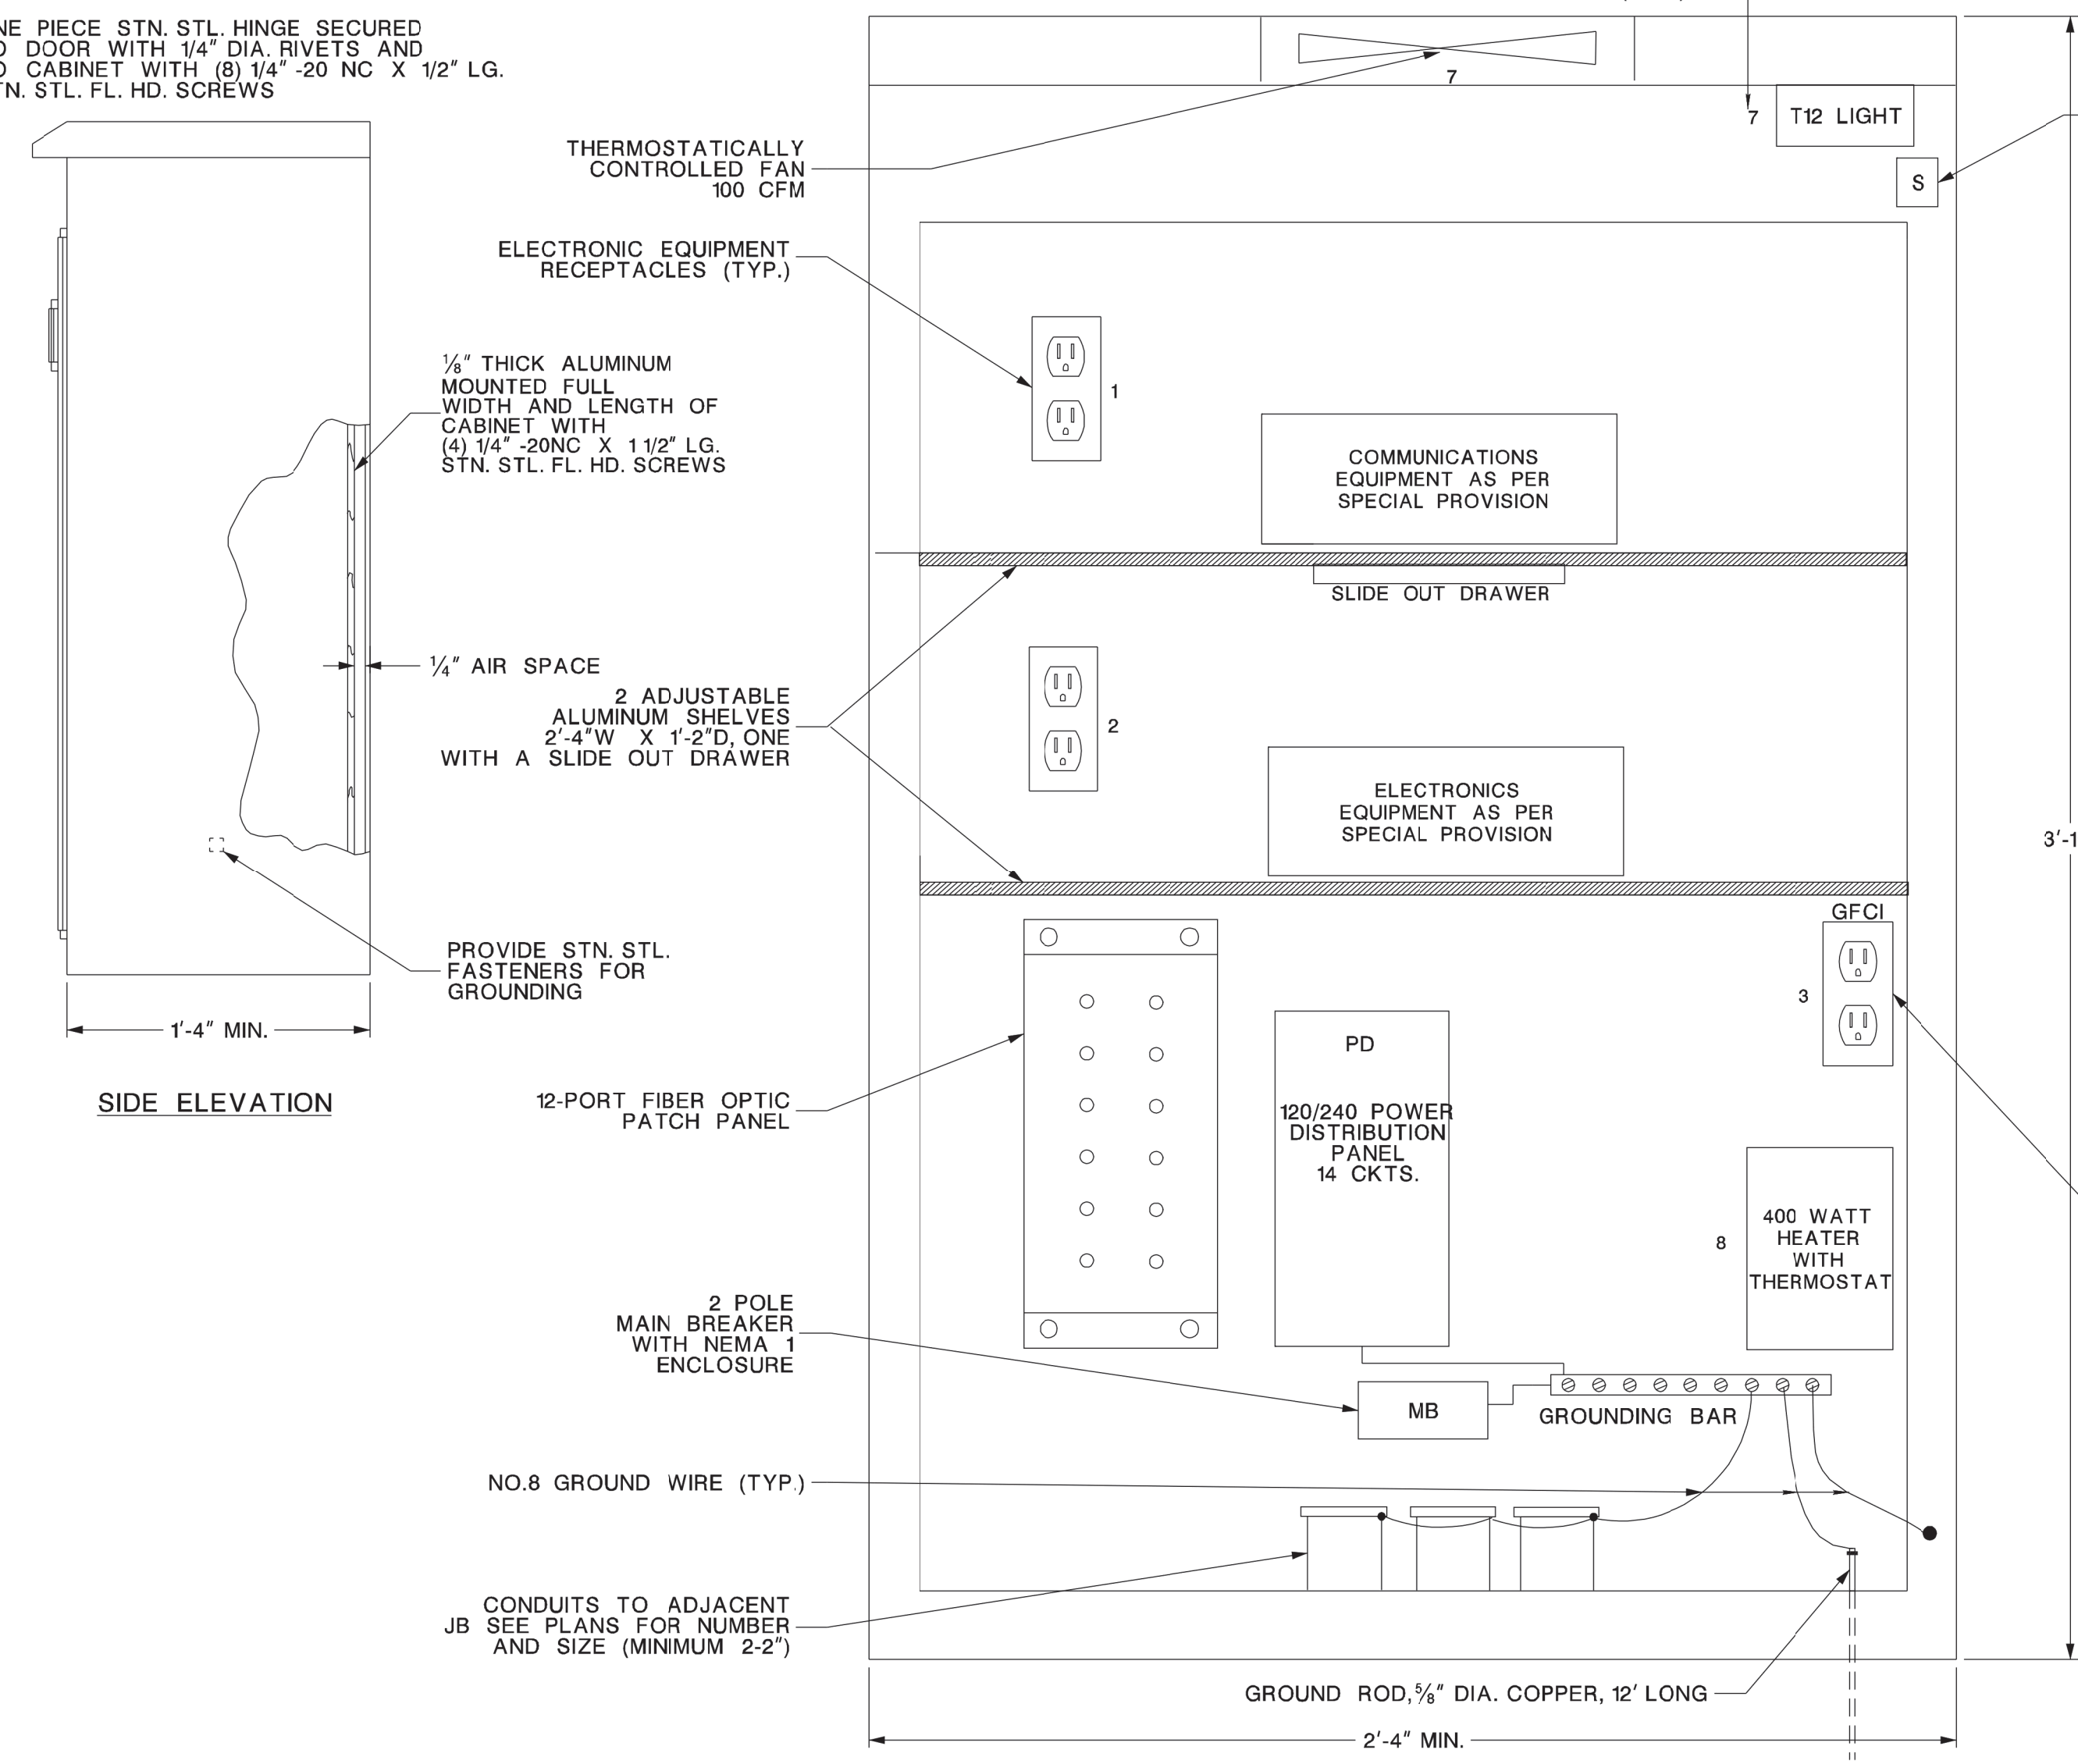 NE PIECE STN. STL. HINGE SECURED
O DOOR WITH 1/4" DIA. RIVETS AND
O CABINET WITH (8) 1/4" -20 NC X 1/2" LG.
TN. STL. FL. HD. SCREWS
7
7
T12 LIGHT
S
THERMOSTATICALLY
CONTROLLED FAN
100 CFM
ELECTRONIC EQUIPMENT
RECEPTACLES (TYP.)
1
⅛" THICK ALUMINUM
MOUNTED FULL
WIDTH AND LENGTH OF
CABINET WITH
(4) 1/4" -20NC X 1 1/2" LG.
STN. STL. FL. HD. SCREWS
COMMUNICATIONS
EQUIPMENT AS PER
SPECIAL PROVISION
SLIDE OUT DRAWER
¼" AIR SPACE
2 ADJUSTABLE
ALUMINUM SHELVES
2'-4"W X 1'-2"D, ONE
WITH A SLIDE OUT DRAWER
2
ELECTRONICS
EQUIPMENT AS PER
SPECIAL PROVISION
3'-1
PROVIDE STN. STL.
FASTENERS FOR
GROUNDING
GFCI
3
1'-4" MIN.
SIDE ELEVATION
12-PORT FIBER OPTIC
PATCH PANEL
PD
120/240 POWER
DISTRIBUTION
PANEL
14 CKTS.
8
400 WATT
HEATER
WITH
THERMOSTAT
2 POLE
MAIN BREAKER
WITH NEMA 1
ENCLOSURE
MB
GROUNDING BAR
NO.8 GROUND WIRE (TYP.)
CONDUITS TO ADJACENT
JB SEE PLANS FOR NUMBER
AND SIZE (MINIMUM 2-2")
GROUND ROD, ⅝" DIA. COPPER, 12' LONG
2'-4" MIN.